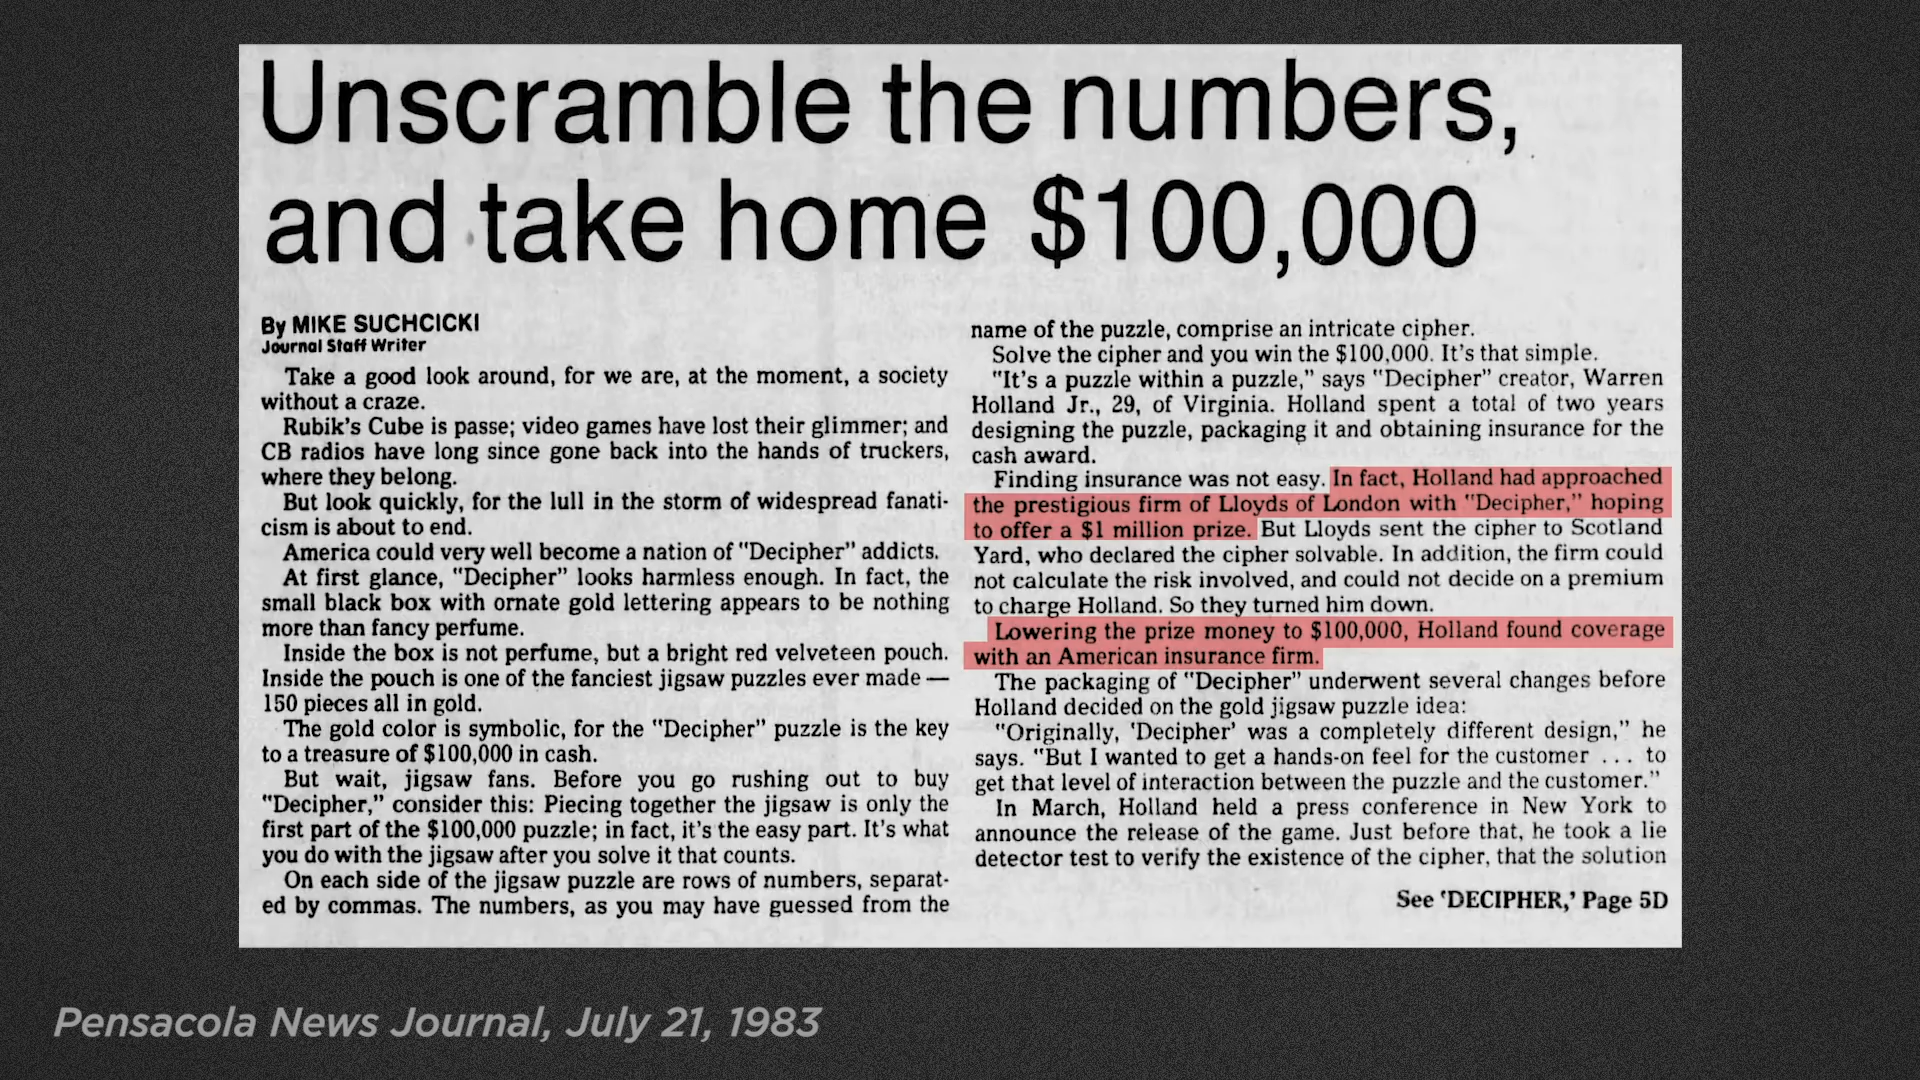 Unscramble the numbers,
and take home $100,000
By MIKE SUCHCICKI
Journal Staff Writer
Take a good look around, for we are, at the moment, a society
without a craze.
Rubik's Cube is passe; video games have lost their glimmer; and
CB radios have long since gone back into the hands of truckers,
where they belong.
But look quickly, for the lull in the storm of widespread fanati-
cism is about to end.
America could very well become a nation of "Decipher" addicts.
At first glance, "Decipher" looks harmless enough. In fact, the
small black box with ornate gold lettering appears to be nothing
more than fancy perfume.
Inside the box is not perfume, but a bright red velveteen pouch.
Inside the pouch is one of the fanciest jigsaw puzzles ever made —
150 pieces all in gold.
The gold color is symbolic, for the "Decipher" puzzle is the key
to a treasure of $100,000 in cash.
But wait, jigsaw fans. Before you go rushing out to buy
"Decipher," consider this: Piecing together the jigsaw is only the
first part of the $100,000 puzzle; in fact, it's the easy part. It's what
you do with the jigsaw after you solve it that counts.
On each side of the jigsaw puzzle are rows of numbers, separat-
ed by commas. The numbers, as you may have guessed from the
name of the puzzle, comprise an intricate cipher.
Solve the cipher and you win the $100,000. It's that simple.
"It's a puzzle within a puzzle," says "Decipher" creator, Warren
Holland Jr., 29, of Virginia. Holland spent a total of two years
designing the puzzle, packaging it and obtaining insurance for the
cash award.
Finding insurance was not easy. In fact, Holland had approached
the prestigious firm of Lloyds of London with "Decipher," hoping
to offer a $1 million prize. But Lloyds sent the cipher to Scotland
Yard, who declared the cipher solvable. In addition, the firm could
not calculate the risk involved, and could not decide on a premium
to charge Holland. So they turned him down.
Lowering the prize money to $100,000, Holland found coverage
with an American insurance firm.
The packaging of "Decipher" underwent several changes before
Holland decided on the gold jigsaw puzzle idea:
"Originally, 'Decipher' was a completely different design," he
says. "But I wanted to get a hands-on feel for the customer . . . to
get that level of interaction between the puzzle and the customer."
In March, Holland held a press conference in New York to
announce the release of the game. Just before that, he took a lie
detector test to verify the existence of the cipher, that the solution
See 'DECIPHER,' Page 5D
Pensacola News Journal, July 21, 1983